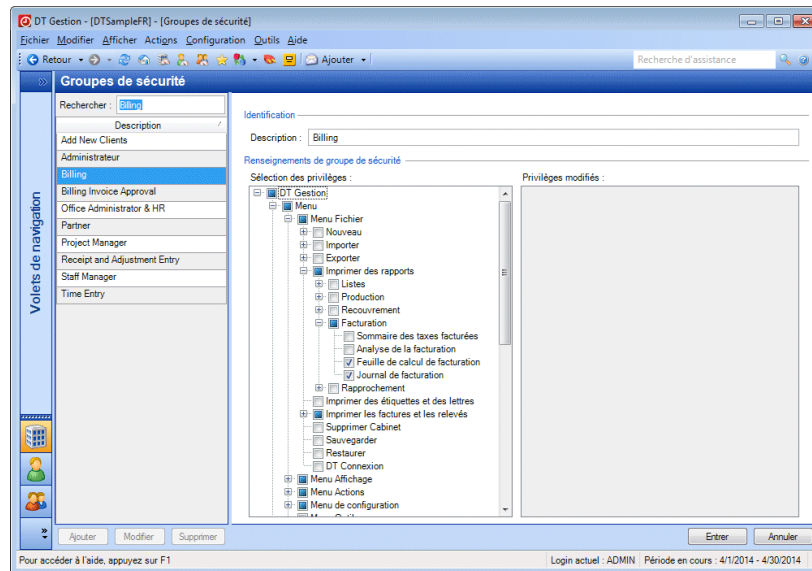 DT Gestion - [DTSampleFR] - [Groupes de sécurité]
Fichier Modifier Afficher Actions Configuration Outils Aide
Retour Ajouter Recherche d'assistance
Groupes de sécurité
Volets de navigation
Rechercher : Billing
Description
Add New Clients
Administrateur
Billing
Billing Invoice Approval
Office Administrator & HR
Partner
Project Manager
Receipt and Adjustment Entry
Staff Manager
Time Entry
Identification
Description : Billing
Renseignements de groupe de sécurité
Sélection des privilèges :
DT Gestion
Menu
Menu Fichier
Nouveau
Importer
Exporter
Imprimer des rapports
Listes
Production
Recouvrement
Facturation
Sommaire des taxes facturées
Analyse de la facturation
Feuille de calcul de facturation
Journal de facturation
Rapprochement
Imprimer des étiquettes et des lettres
Imprimer les factures et les relevés
Supprimer Cabinet
Sauvegarder
Restaurer
DT Connexion
Menu Affichage
Menu Actions
Menu de configuration
Privilèges modifiés :
Ajouter Modifier Supprimer
Entrer Annuler
Pour accéder à l'aide, appuyez sur F1
Login actuel : ADMIN Période en cours : 4/1/2014 - 4/30/2014